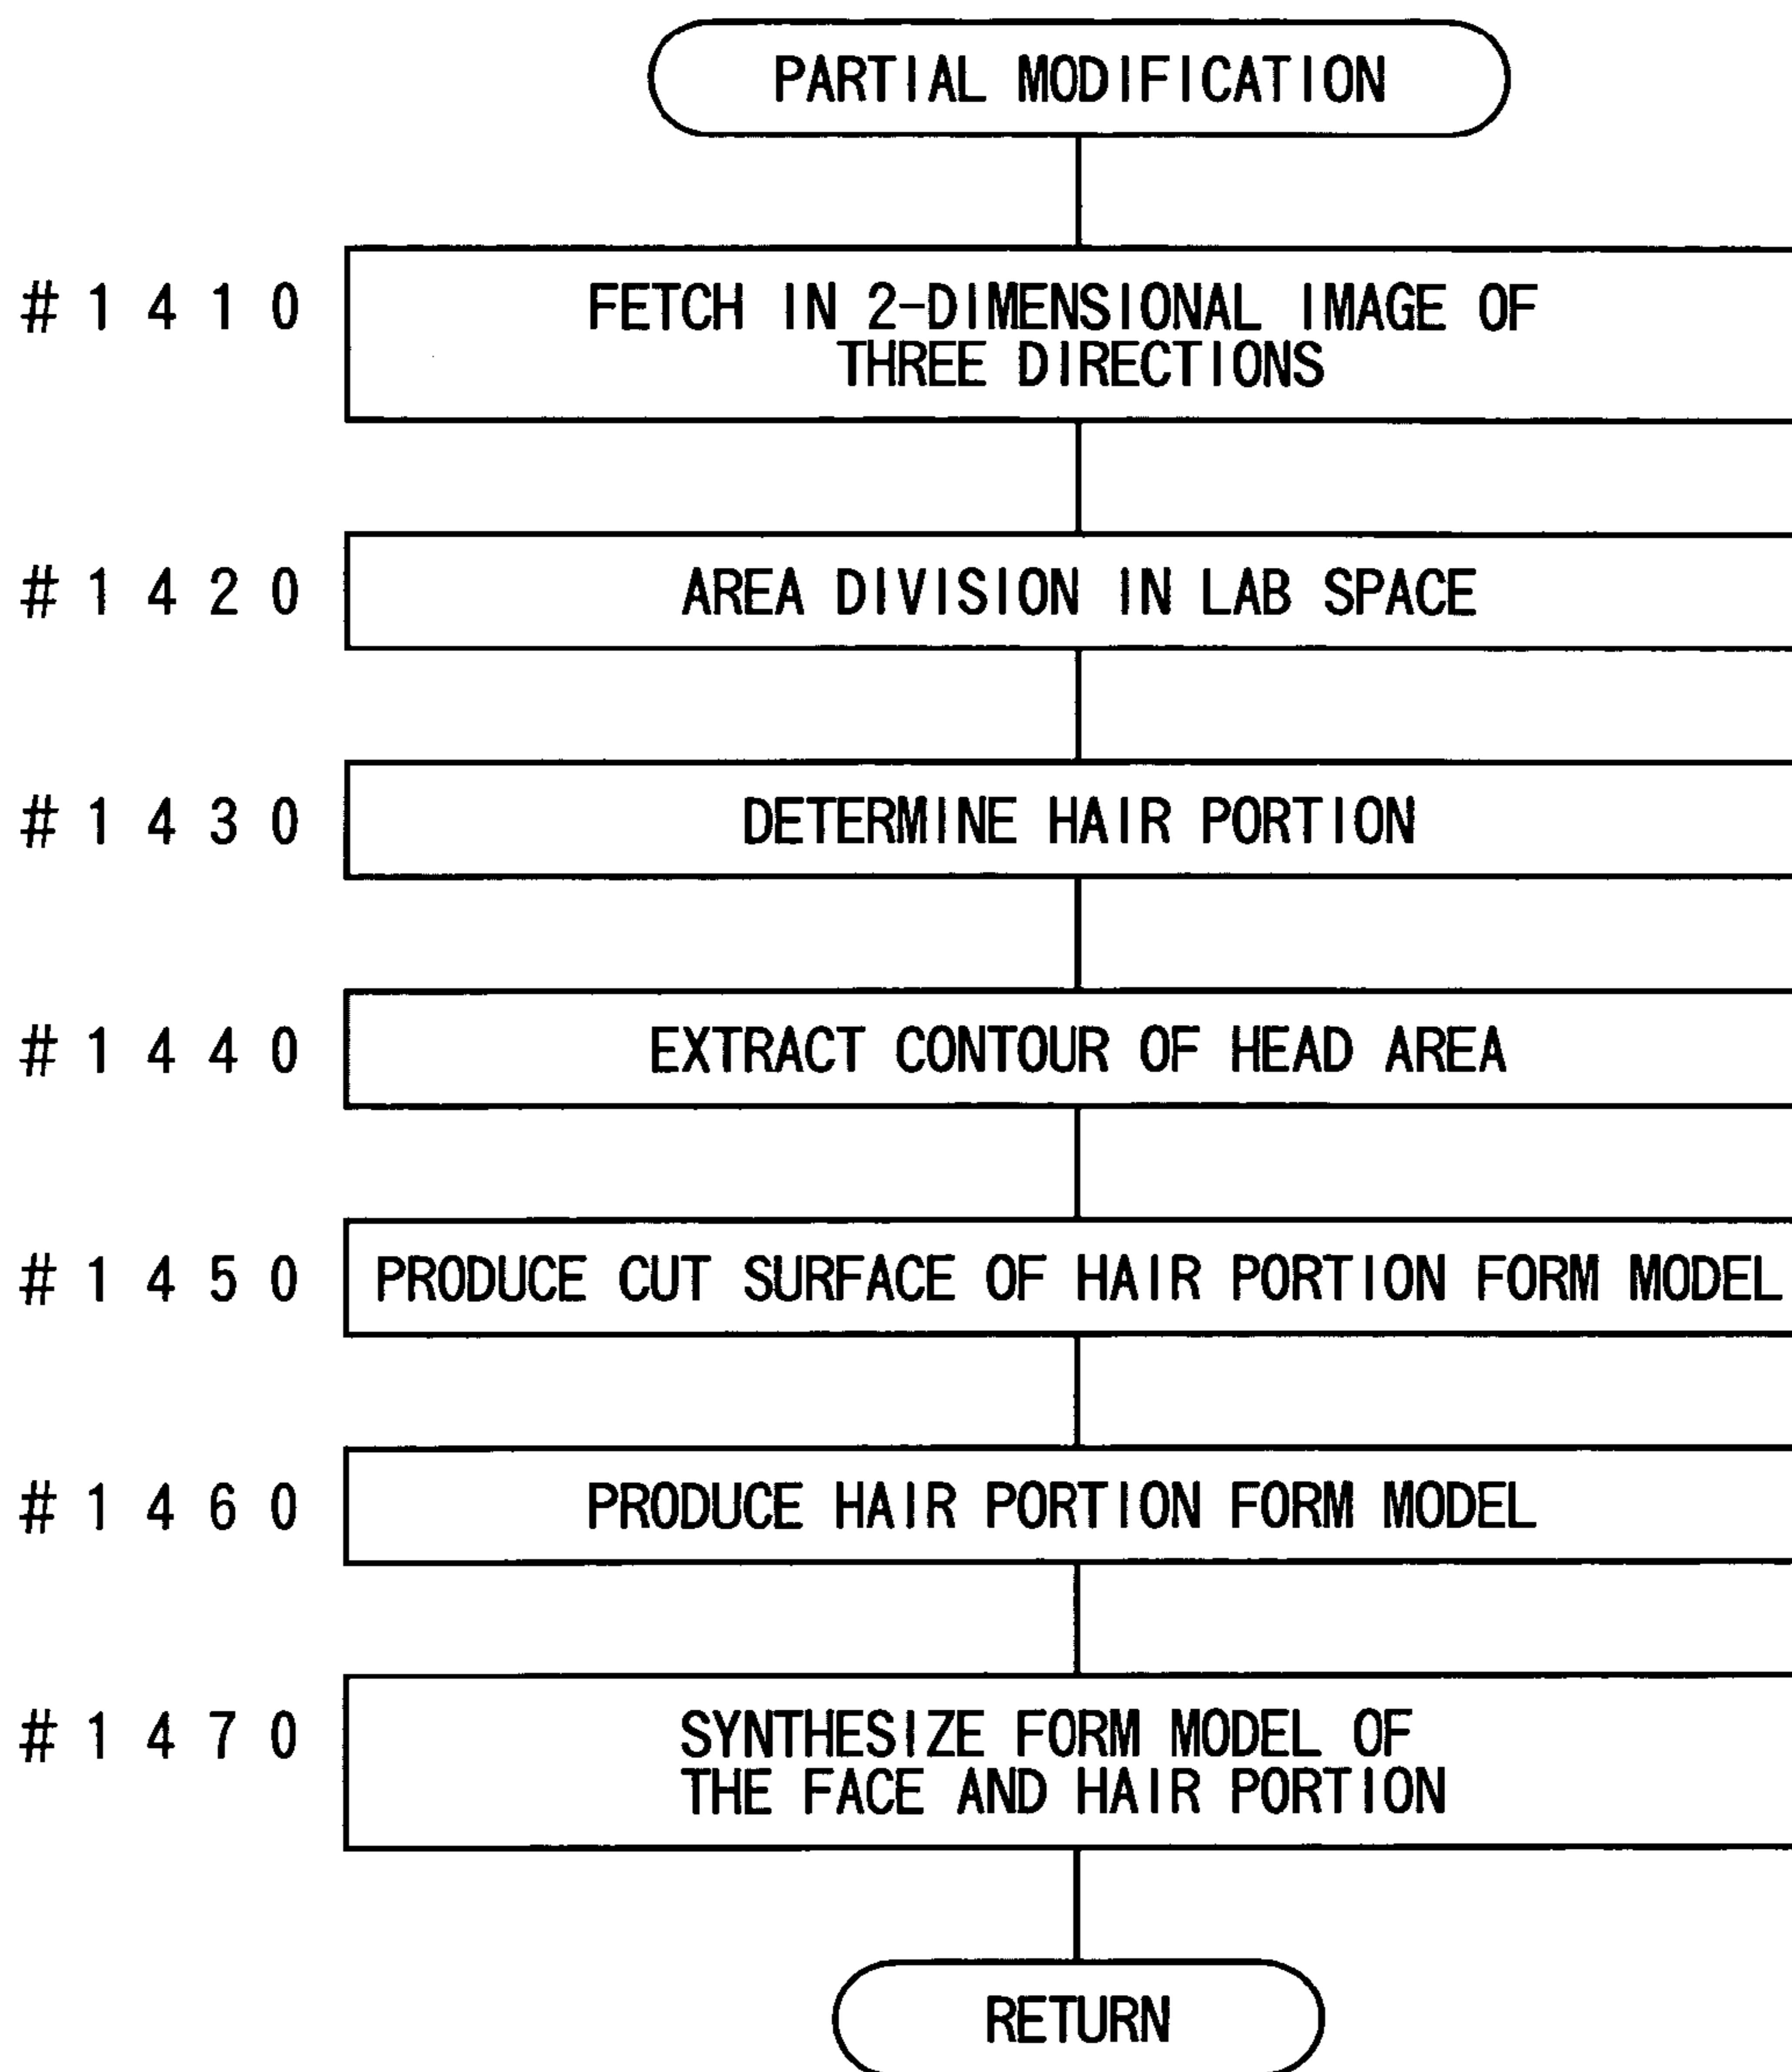 PARTIAL MODIFICATION
#1410
FETCH IN 2-DIMENSIONAL IMAGE OF
THREE DIRECTIONS
#1420
AREA DIVISION IN LAB SPACE
#1430
DETERMINE HAIR PORTION
#1440
EXTRACT CONTOUR OF HEAD AREA
#1450
PRODUCE CUT SURFACE OF HAIR PORTION FORM MODEL
#1460
PRODUCE HAIR PORTION FORM MODEL
#1470
SYNTHESIZE FORM MODEL OF
THE FACE AND HAIR PORTION
RETURN